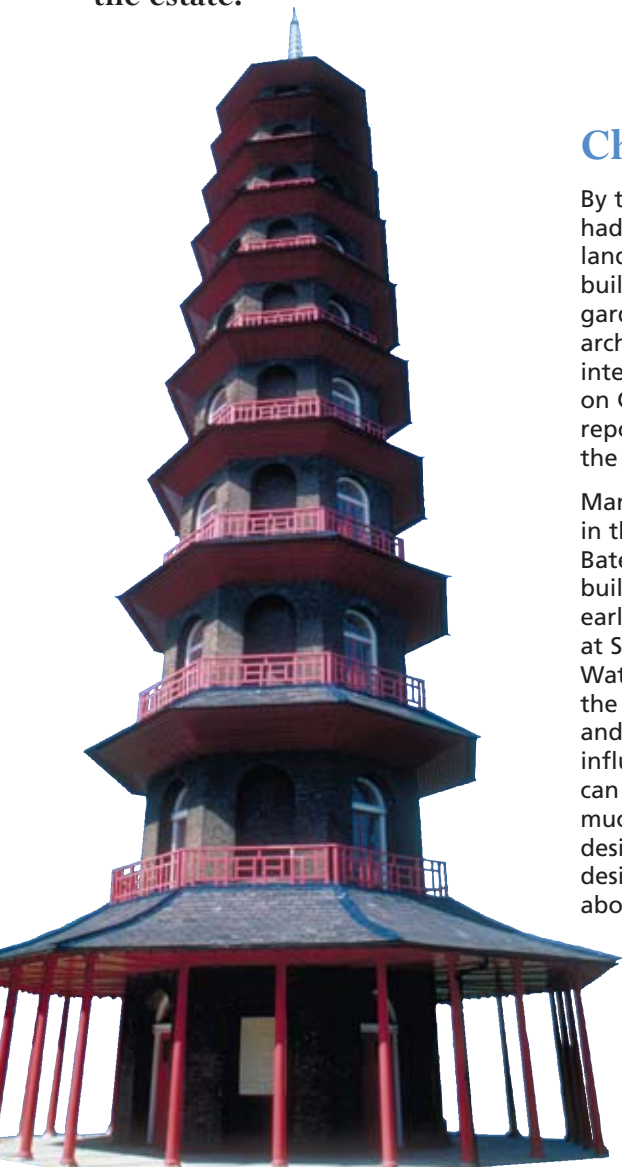 the estate.
Ch
By t
had
land
buil
gard
arch
inte
on C
repo
the
Man
in th
Bate
buil
earl
at S
Wat
the
and
influ
can
muc
desi
desi
abo